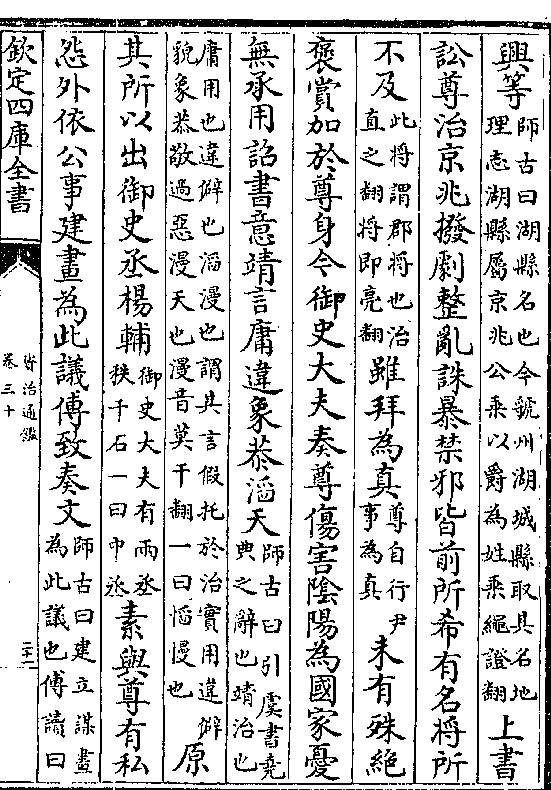 興等師古曰湖縣名也今虢州湖城縣取其名地理志湖縣屬京兆公乘以爵為姓乘繩證翻上書
訟尊治京兆撥劇整亂誅暴禁邪皆前所希有名將所
不及此將謂郡將也治直之翻將即亮翻雖拜為真尊自行尹事為真未有殊絶
褒賞加於尊身今御史大夫奏尊傷害隂陽為國家憂
無承用詔書意靖言庸違象恭滔天師古曰引虞書堯典之辭也靖治也
庸用也違僻也滔漫也謂其言假托於治實用違僻貌象恭敬過惡漫天也漫音莫干翻一曰慆慢也原
其所以出御史丞楊輔御史大夫有兩丞秩千石一曰中丞素與尊有私
怨外依公事建畫為此議傅致奏文師古曰建立謀畫為此議也傅讀曰
欽定四庫全書
資治通鑑
卷三十